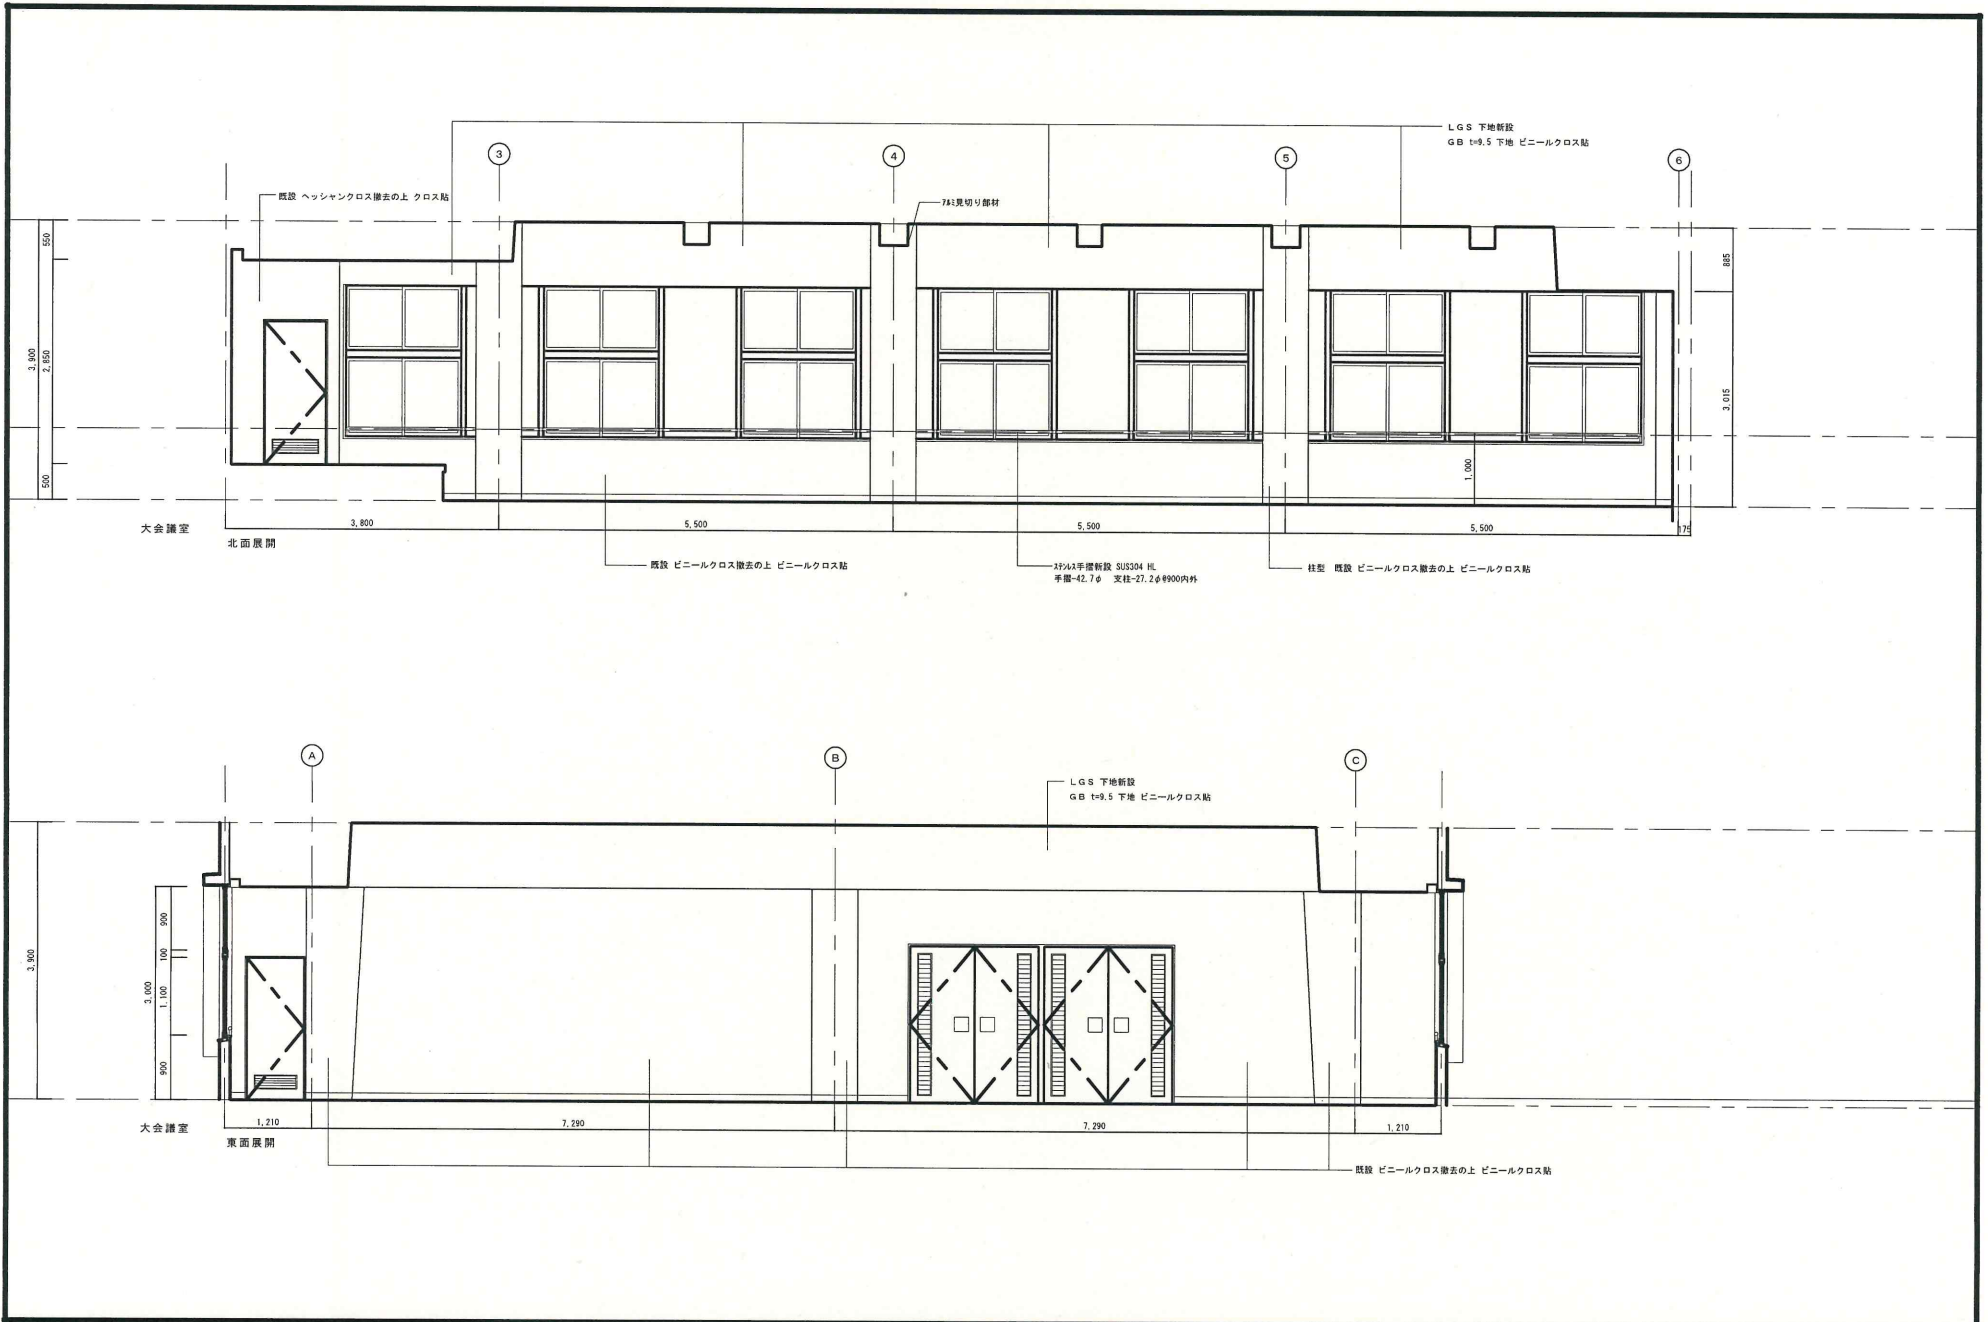 LGS 下地新設
GB t=9.5 下地 ビニールクロス貼
3
4
5
6
既設 ヘッシャンクロス撤去の上 クロス貼
アルミ見切り部材
550
3,900
2,850
500
885
3,015
1,000
3,800
5,500
5,500
5,500
175
大会議室
北面展開
既設 ビニールクロス撤去の上 ビニールクロス貼
ステンレス手摺新設 SUS304 HL
手摺-42.7φ 支柱-27.2φ@900内外
柱型 既設 ビニールクロス撤去の上 ビニールクロス貼
A
B
C
LGS 下地新設
GB t=9.5 下地 ビニールクロス貼
3,900
3,000
900
100
1,100
900
1,210
7,290
7,290
1,210
大会議室
東面展開
既設 ビニールクロス撤去の上 ビニールクロス貼